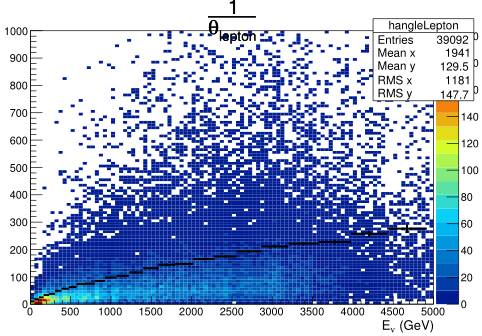 1
θlepton
hangleLepton
Entries 39092
Mean x 1941
Mean y 129.5
RMS x 1181
RMS y 147.7
1000
900
800
700
600
500
400
300
200
100
0
140
120
100
80
60
40
20
0
0 500 1000 1500 2000 2500 3000 3500 4000 4500 5000
Eν (GeV)